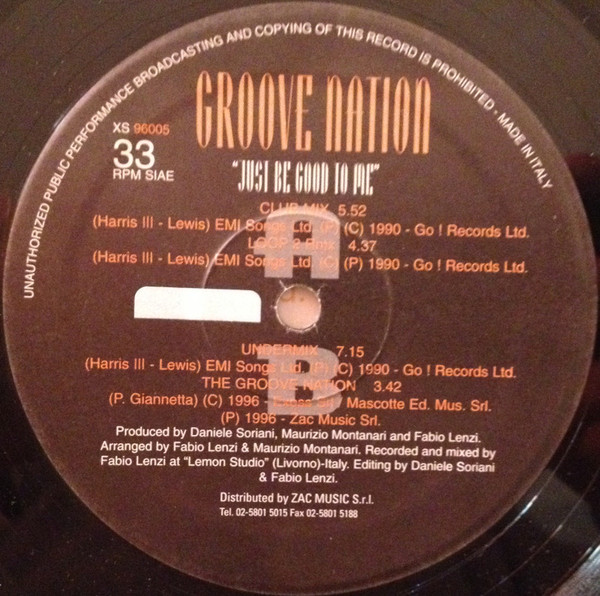 UNAUTHORIZED PUBLIC PERFORMANCE BROADCASTING AND COPYING OF THIS RECORD IS PROHIBITED - MADE IN ITALY
GROOVE NATION
XS 96005
33
RPM SIAE
"JUST BE GOOD TO ME"
CLUB MIX 5.52
(Harris III - Lewis) EMI Songs Ltd. (P) (C) 1990 - Go ! Records Ltd.
LOOP 2 Rmx 4.37
(Harris III - Lewis) EMI Songs Ltd. (C) (P) 1990 - Go ! Records Ltd.
A
UNDERMIX 7.15
(Harris III - Lewis) EMI Songs Ltd. (P) (C) 1990 - Go ! Records Ltd.
THE GROOVE NATION 3.42
(P. Giannetta) (C) 1996 - Srl / Mascotte Ed. Mus. Srl.
B
(P) 1996 - Zac Music Srl.
Produced by Daniele Soriani, Maurizio Montanari and Fabio Lenzi.
Arranged by Fabio Lenzi & Maurizio Montanari. Recorded and mixed by
Fabio Lenzi at "Lemon Studio" (Livorno)-Italy. Editing by Daniele Soriani
& Fabio Lenzi.
Distributed by ZAC MUSIC S.r.l.
Tel. 02-5801 5015 Fax 02-5801 5188